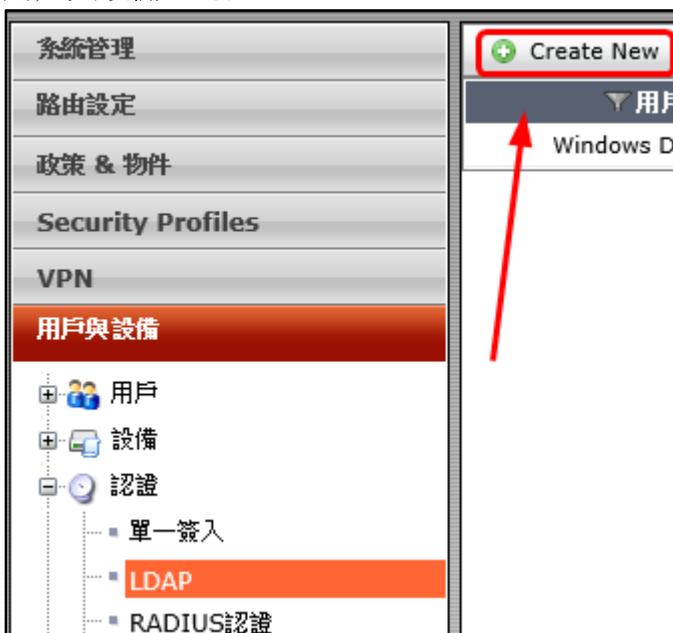 系統管理
路由設定
政策 & 物件
Security Profiles
VPN
用戶與設備
用戶
設備
認證
單一簽入
LDAP
RADIUS認證
Create New
用戶
Windows D